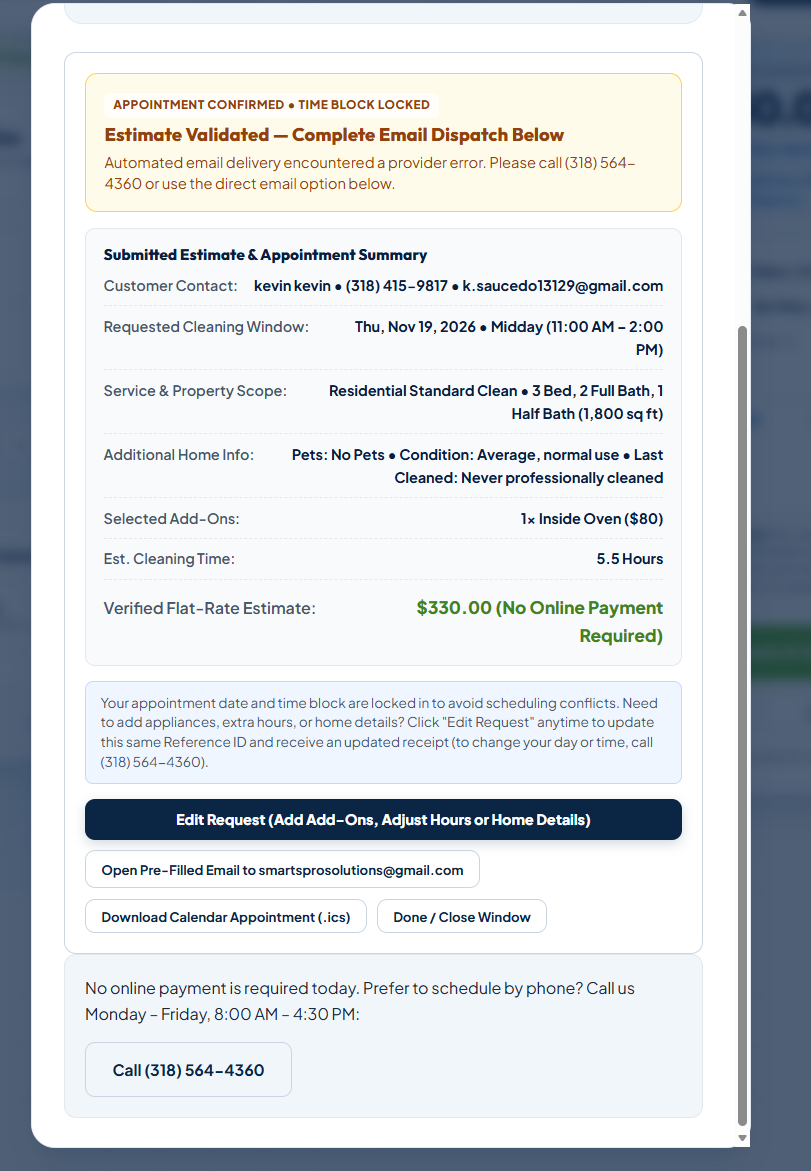 APPOINTMENT CONFIRMED • TIME BLOCK LOCKED
Estimate Validated — Complete Email Dispatch Below
Automated email delivery encountered a provider error. Please call (318) 564–
4360 or use the direct email option below.
Submitted Estimate & Appointment Summary
Customer Contact: kevin kevin • (318) 415-9817 • k.saucedo13129@gmail.com
Requested Cleaning Window: Thu, Nov 19, 2026 • Midday (11:00 AM – 2:00
PM)
Service & Property Scope: Residential Standard Clean • 3 Bed, 2 Full Bath, 1
Half Bath (1,800 sq ft)
Additional Home Info: Pets: No Pets • Condition: Average, normal use • Last
Cleaned: Never professionally cleaned
Selected Add-Ons: 1× Inside Oven ($80)
Est. Cleaning Time: 5.5 Hours
Verified Flat-Rate Estimate: $330.00 (No Online Payment
Required)
Your appointment date and time block are locked in to avoid scheduling conflicts. Need
to add appliances, extra hours, or home details? Click "Edit Request" anytime to update
this same Reference ID and receive an updated receipt (to change your day or time, call
(318) 564-4360).
Edit Request (Add Add-Ons, Adjust Hours or Home Details)
Open Pre-Filled Email to smartsprosolutions@gmail.com
Download Calendar Appointment (.ics)
Done / Close Window
No online payment is required today. Prefer to schedule by phone? Call us
Monday – Friday, 8:00 AM – 4:30 PM:
Call (318) 564-4360